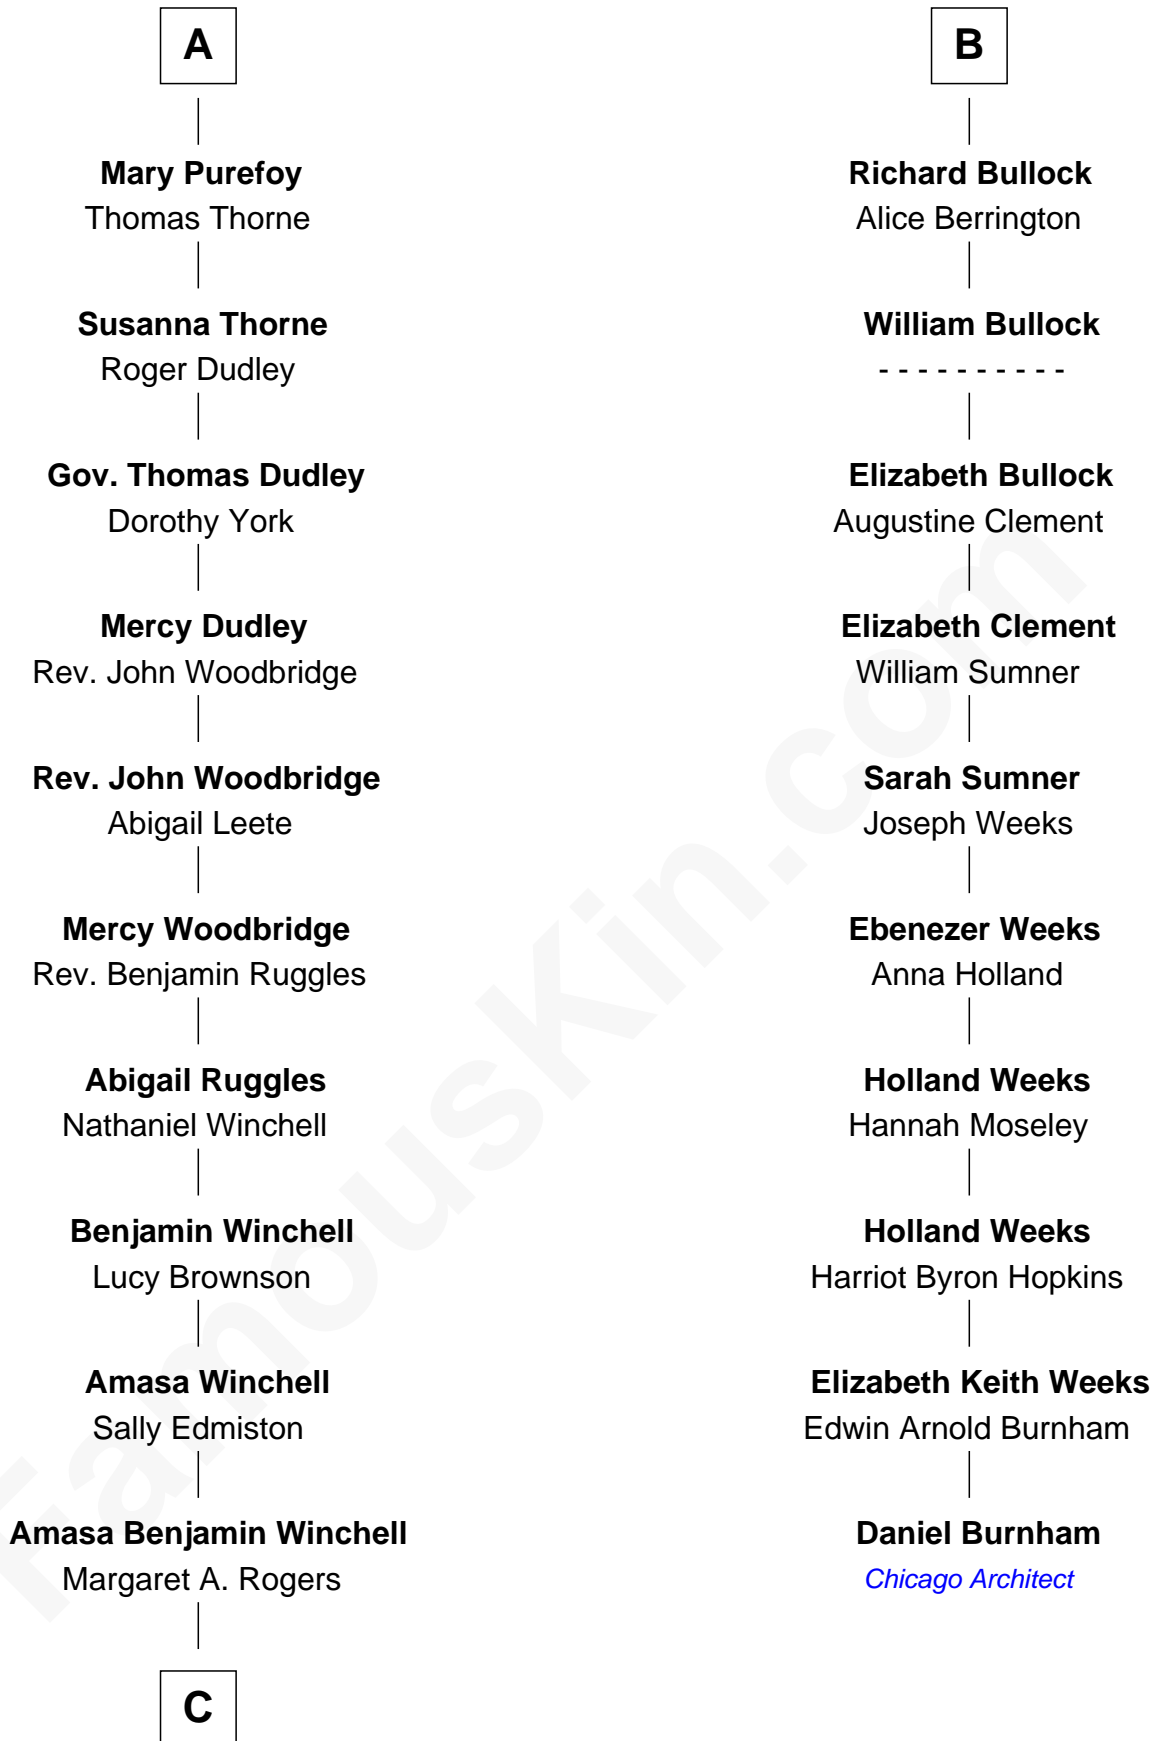 A
Mary Purefoy
Thomas Thorne
Susanna Thorne
Roger Dudley
Gov. Thomas Dudley
Dorothy York
Mercy Dudley
Rev. John Woodbridge
Rev. John Woodbridge
Abigail Leete
Mercy Woodbridge
Rev. Benjamin Ruggles
Abigail Ruggles
Nathaniel Winchell
Benjamin Winchell
Lucy Brownson
Amasa Winchell
Sally Edmiston
Amasa Benjamin Winchell
Margaret A. Rogers
C
B
Richard Bullock
Alice Berrington
William Bullock
- - - - - - - - - -
Elizabeth Bullock
Augustine Clement
Elizabeth Clement
William Sumner
Sarah Sumner
Joseph Weeks
Ebenezer Weeks
Anna Holland
Holland Weeks
Hannah Moseley
Holland Weeks
Harriot Byron Hopkins
Elizabeth Keith Weeks
Edwin Arnold Burnham
Daniel Burnham
Chicago Architect
FamousKin.com